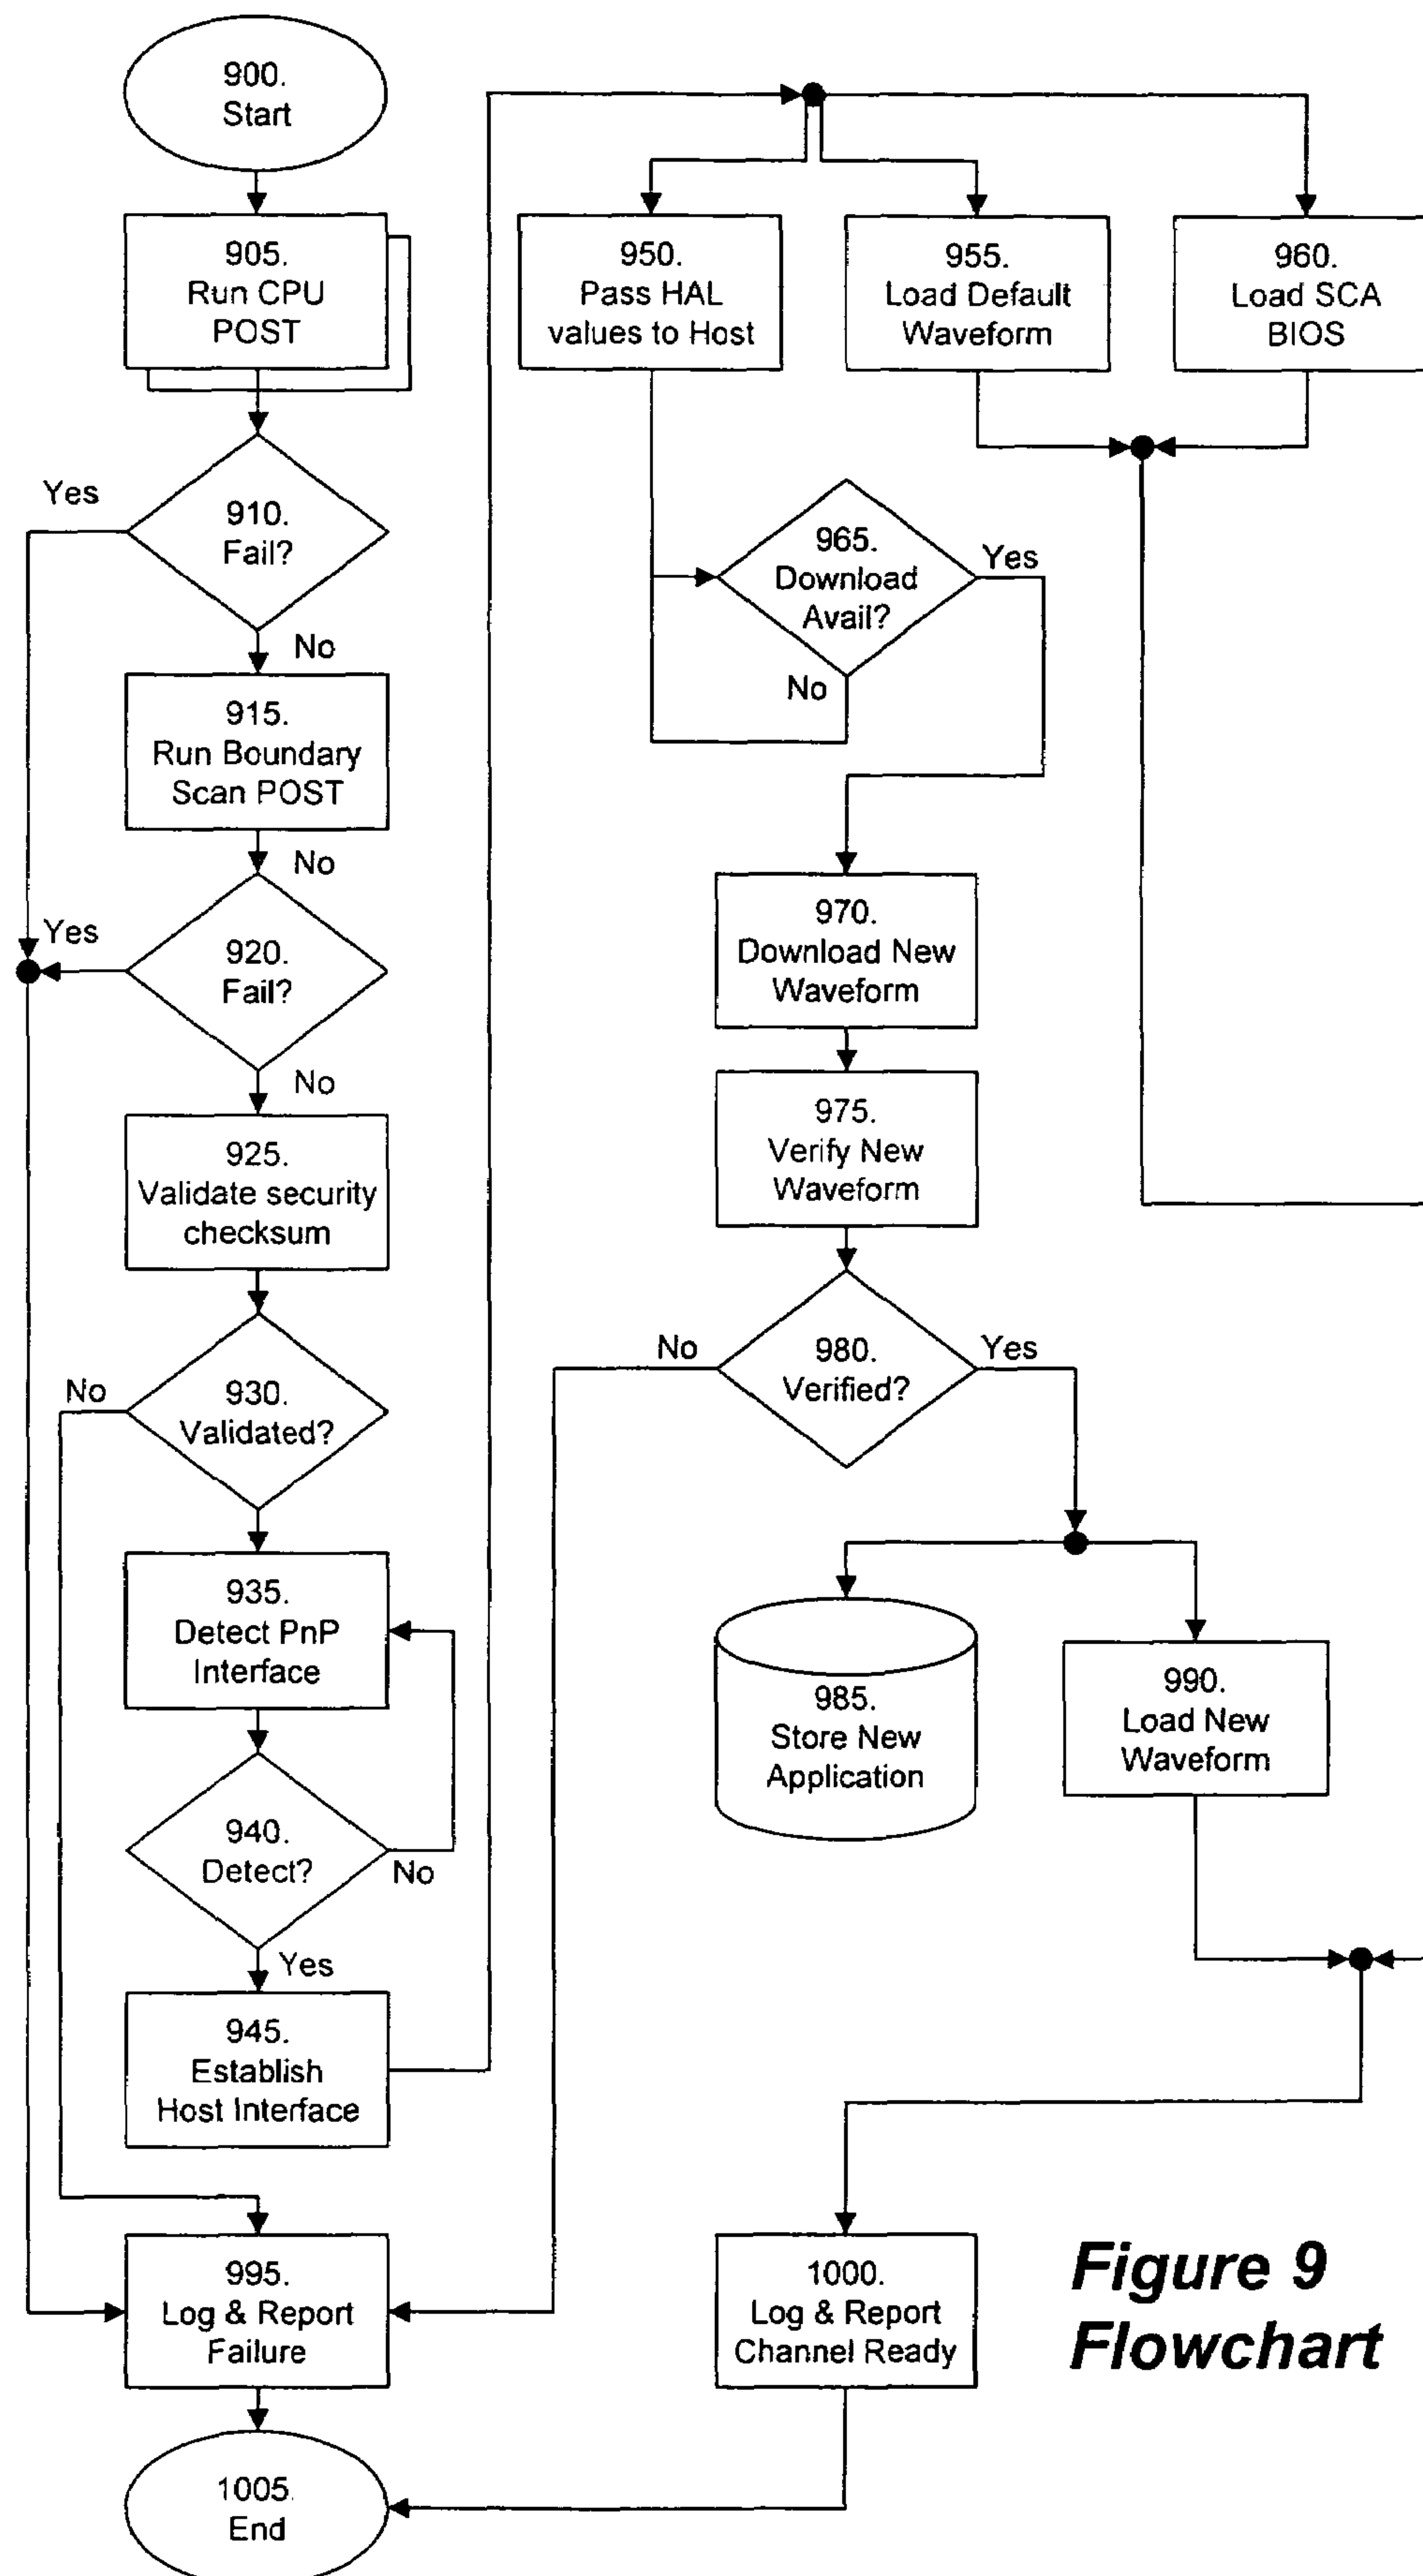 900.
Start
905.
Run CPU
POST
Yes
910.
Fail?
No
915.
Run Boundary
Scan POST
No
Yes
920.
Fail?
No
925.
Validate security
checksum
No
930.
Validated?
935.
Detect PnP
Interface
940.
Detect?
No
Yes
945.
Establish
Host Interface
995.
Log & Report
Failure
1005.
End
950.
Pass HAL
values to Host
955.
Load Default
Waveform
960.
Load SCA
BIOS
965.
Download
Avail?
Yes
No
970.
Download New
Waveform
975.
Verify New
Waveform
No
980.
Verified?
Yes
985.
Store New
Application
990.
Load New
Waveform
1000.
Log & Report
Channel Ready
Figure 9
Flowchart